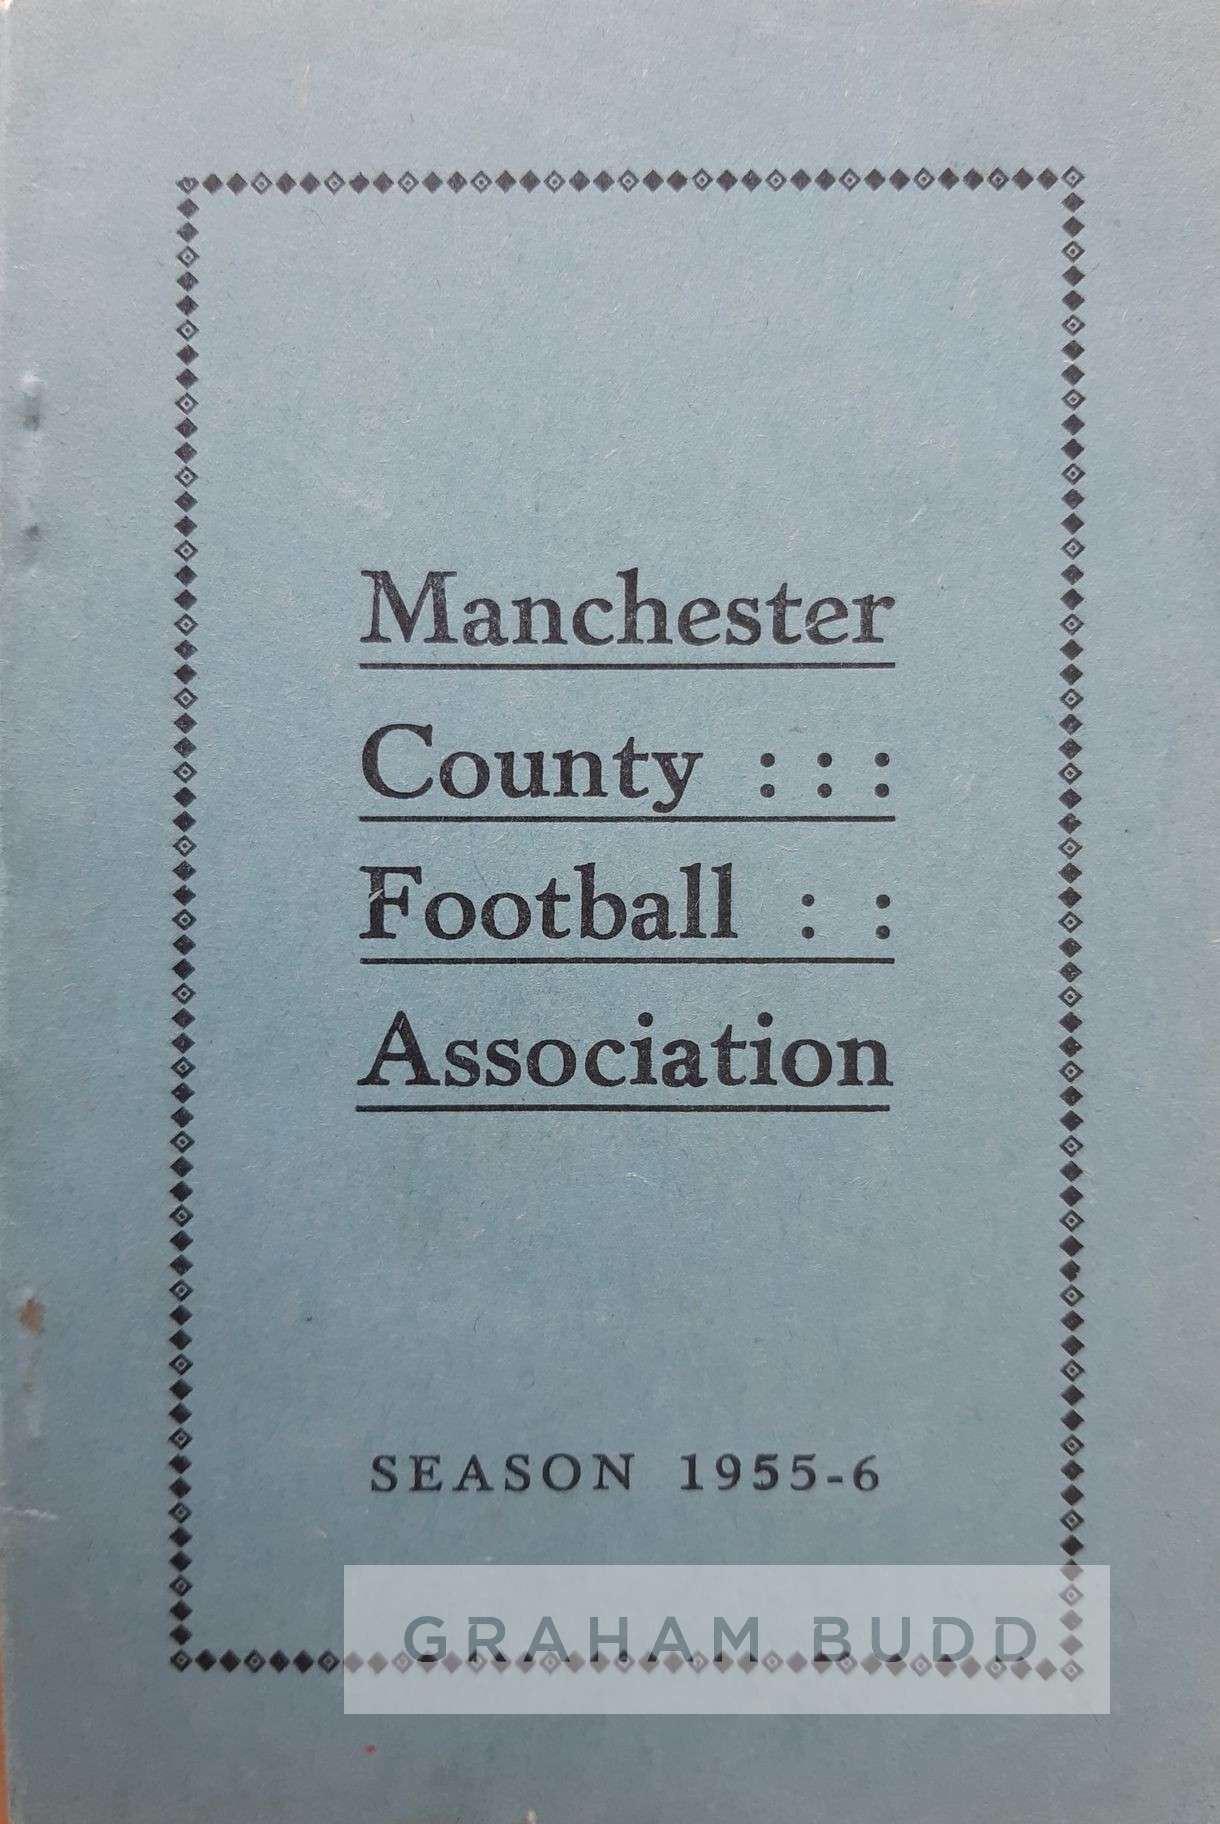 Manchester
County : : :
Football : :
Association
SEASON 1955-6
GRAHAM BUDD